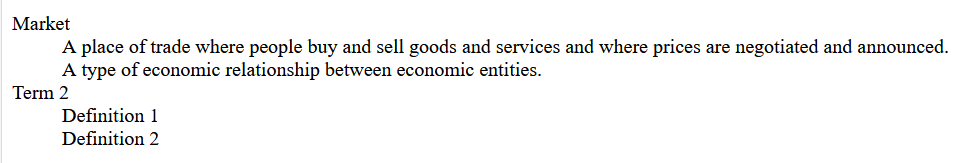 Market
A place of trade where people buy and sell goods and services and where prices are negotiated and announced.
A type of economic relationship between economic entities.
Term 2
Definition 1
Definition 2